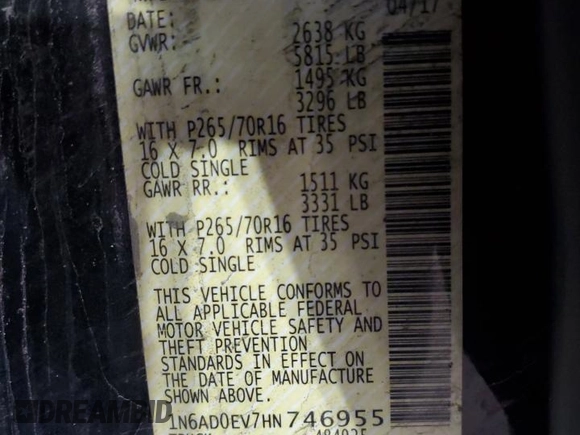 DATE: 04/17
GVWR: 2638 KG
5815 LB
GAWR FR.: 1495 KG
3296 LB
WITH P265/70R16 TIRES
16 X 7.0 RIMS AT 35 PSI
COLD SINGLE
GAWR RR.: 1511 KG
3331 LB
WITH P265/70R16 TIRES
16 X 7.0 RIMS AT 35 PSI
COLD SINGLE
THIS VEHICLE CONFORMS TO
ALL APPLICABLE FEDERAL
MOTOR VEHICLE SAFETY AND
THEFT PREVENTION
STANDARDS IN EFFECT ON
THE DATE OF MANUFACTURE
SHOWN ABOVE.
1N6AD0EV7HN 746955
DREAMBID